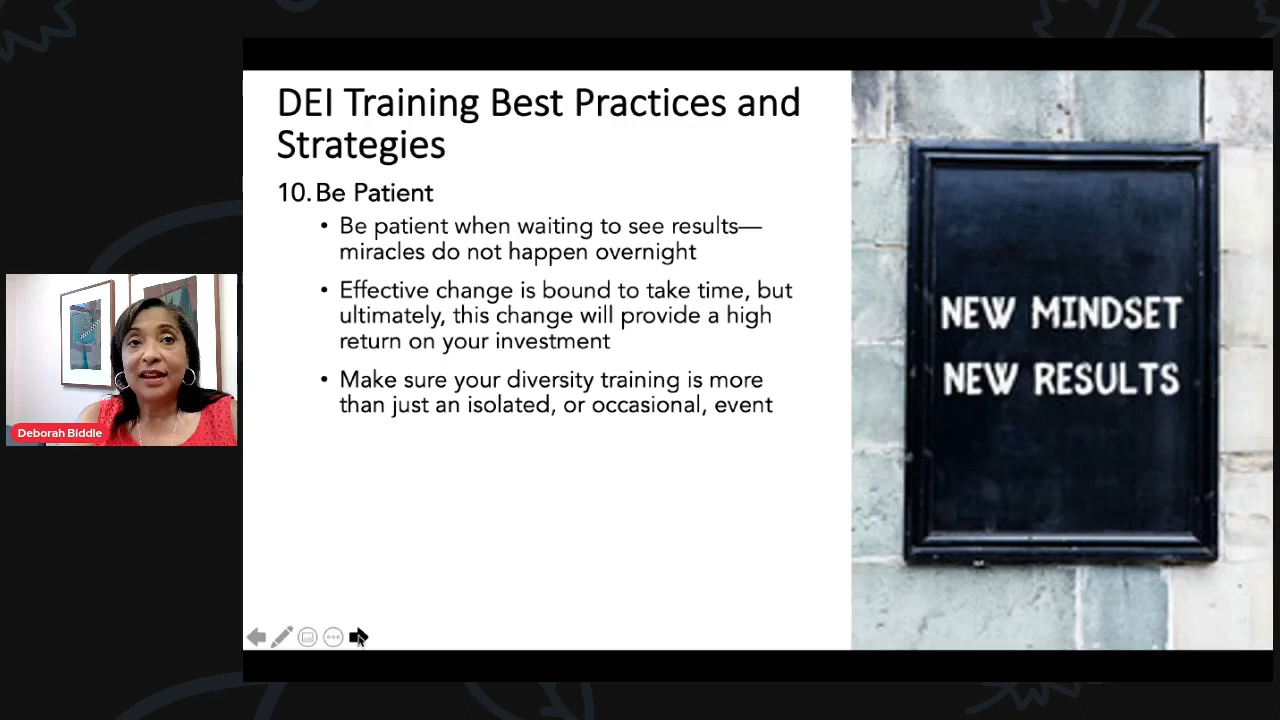 DEI Training Best Practices and
Strategies
10. Be Patient
• Be patient when waiting to see results—
miracles do not happen overnight
• Effective change is bound to take time, but
ultimately, this change will provide a high
return on your investment
• Make sure your diversity training is more
than just an isolated, or occasional, event
NEW MINDSET
NEW RESULTS
Deborah Biddle